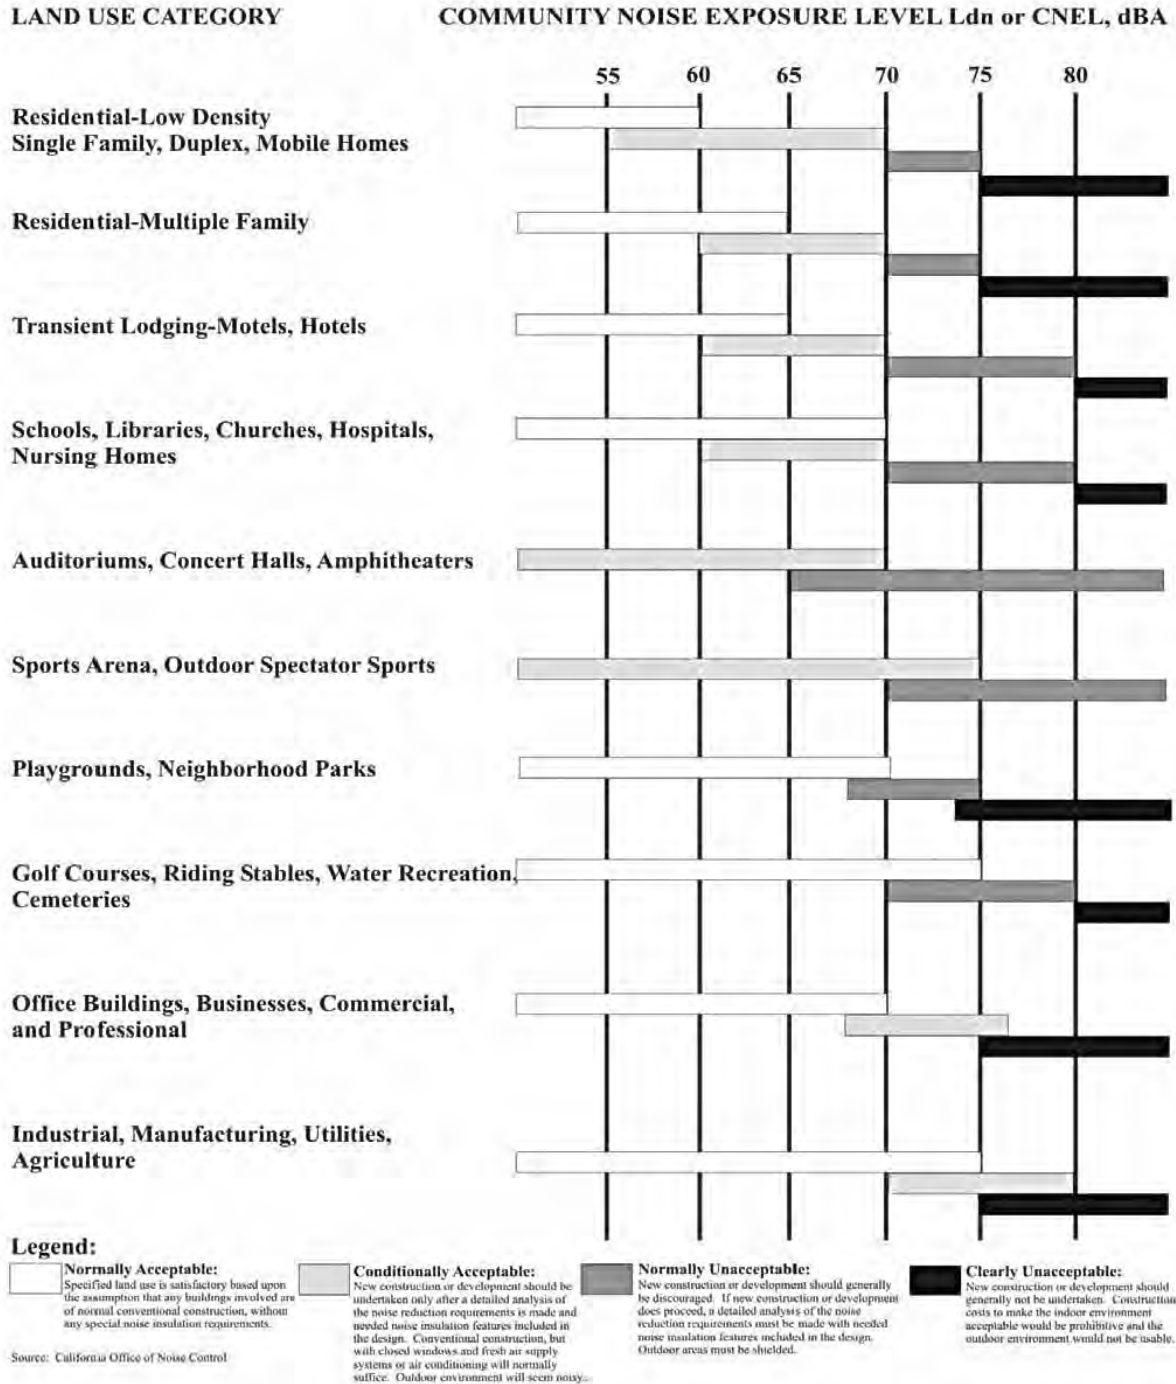 LAND USE CATEGORY
COMMUNITY NOISE EXPOSURE LEVEL Ldn or CNEL, dBA
55 60 65 70 75 80
Residential-Low Density
Single Family, Duplex, Mobile Homes
Residential-Multiple Family
Transient Lodging-Motels, Hotels
Schools, Libraries, Churches, Hospitals,
Nursing Homes
Auditoriums, Concert Halls, Amphitheaters
Sports Arena, Outdoor Spectator Sports
Playgrounds, Neighborhood Parks
Golf Courses, Riding Stables, Water Recreation,
Cemeteries
Office Buildings, Businesses, Commercial,
and Professional
Industrial, Manufacturing, Utilities,
Agriculture
Legend:
Normally Acceptable:
Specified land use is satisfactory based upon
the assumption that any buildings involved are
of normal conventional construction, without
any special noise insulation requirements.
Conditionally Acceptable:
New construction or development should be
undertaken only after a detailed analysis of
the noise reduction requirements is made and
needed noise insulation features included in
the design. Conventional construction, but
with closed windows and fresh air supply
systems or air conditioning will normally
suffice. Outdoor environment will seem noisy.
Normally Unacceptable:
New construction or development should generally
be discouraged. If new construction or development
does proceed, a detailed analysis of the noise
reduction requirements must be made with needed
noise insulation features included in the design.
Outdoor areas must be shielded.
Clearly Unacceptable:
New construction or development should
generally not be undertaken. Construction
costs to make the indoor environment
acceptable would be prohibitive and the
outdoor environment would not be usable.
Source: California Office of Noise Control